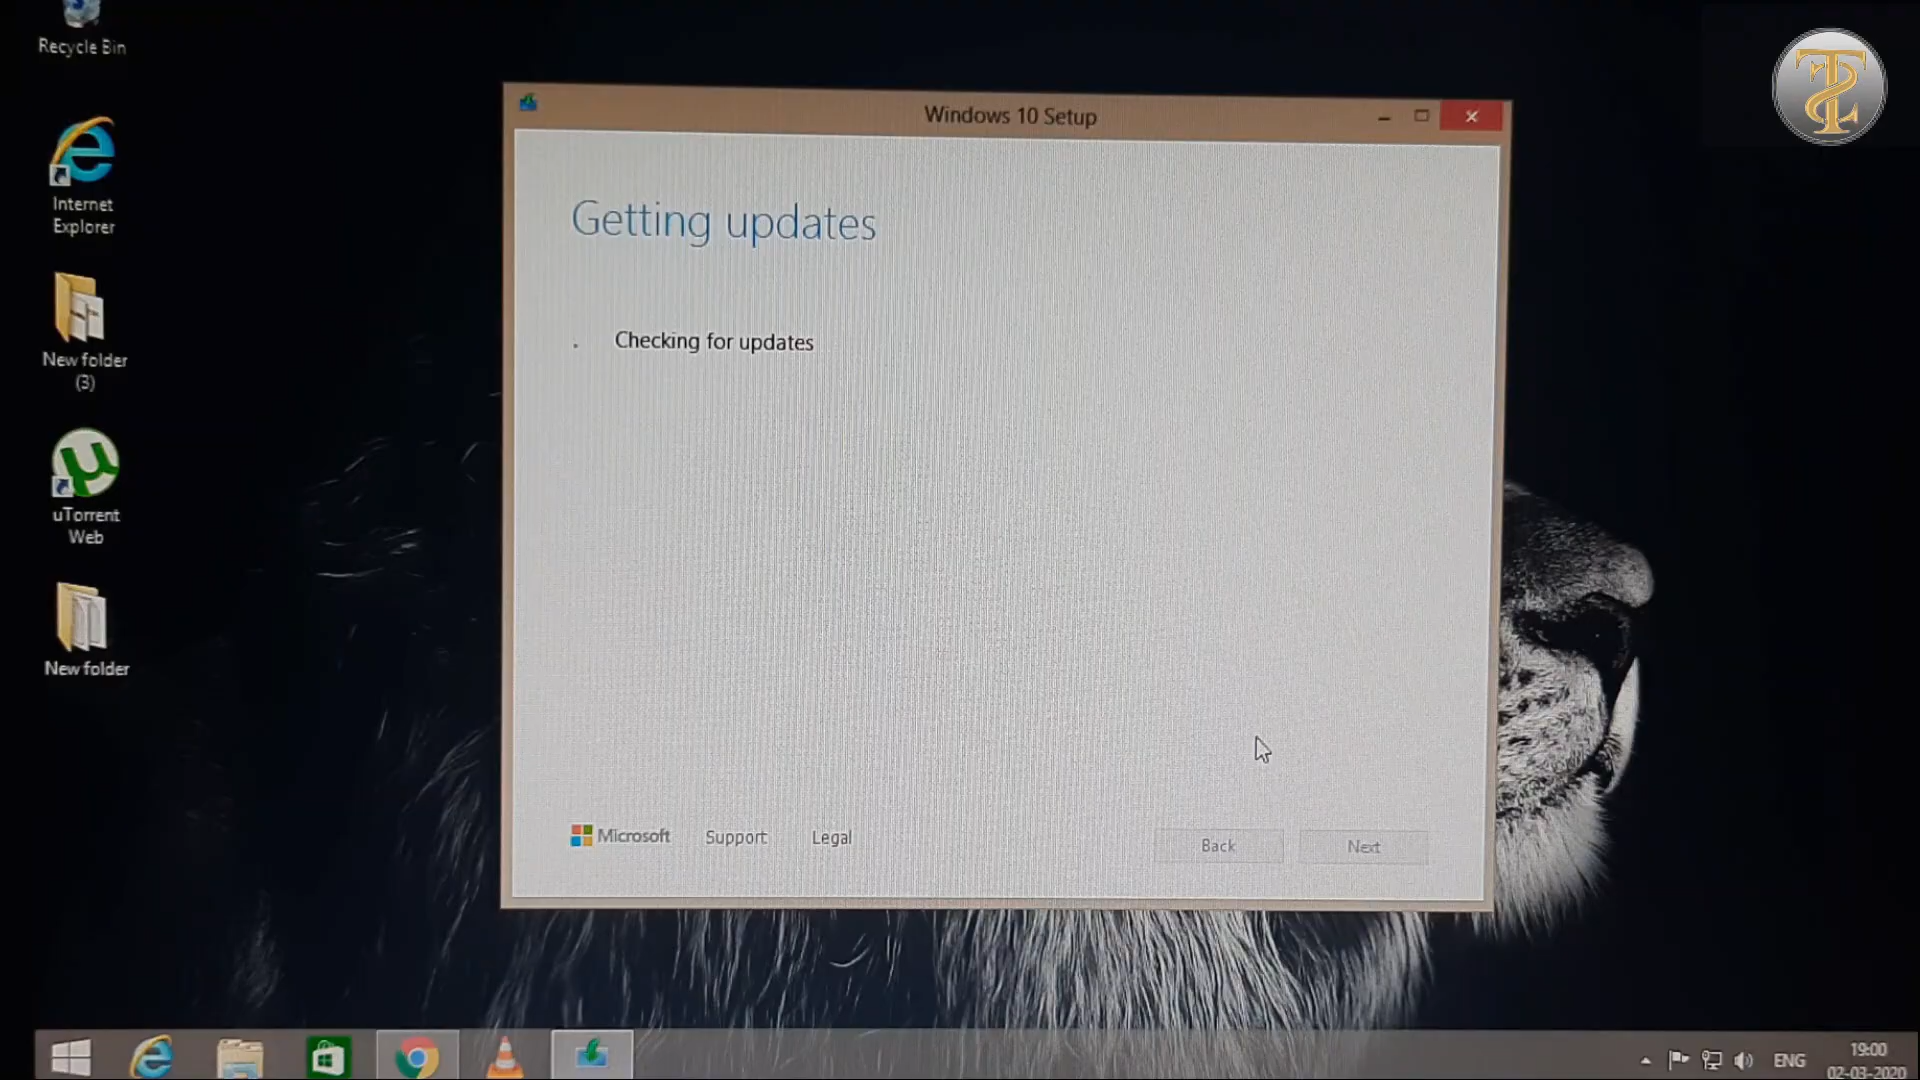 Recycle Bin
Internet
Explorer
New folder
(3)
uTorrent
Web
New folder
Windows 10 Setup
Getting updates
Checking for updates
Microsoft
Support
Legal
Back
Next
ENG
19:00
02-03-2020